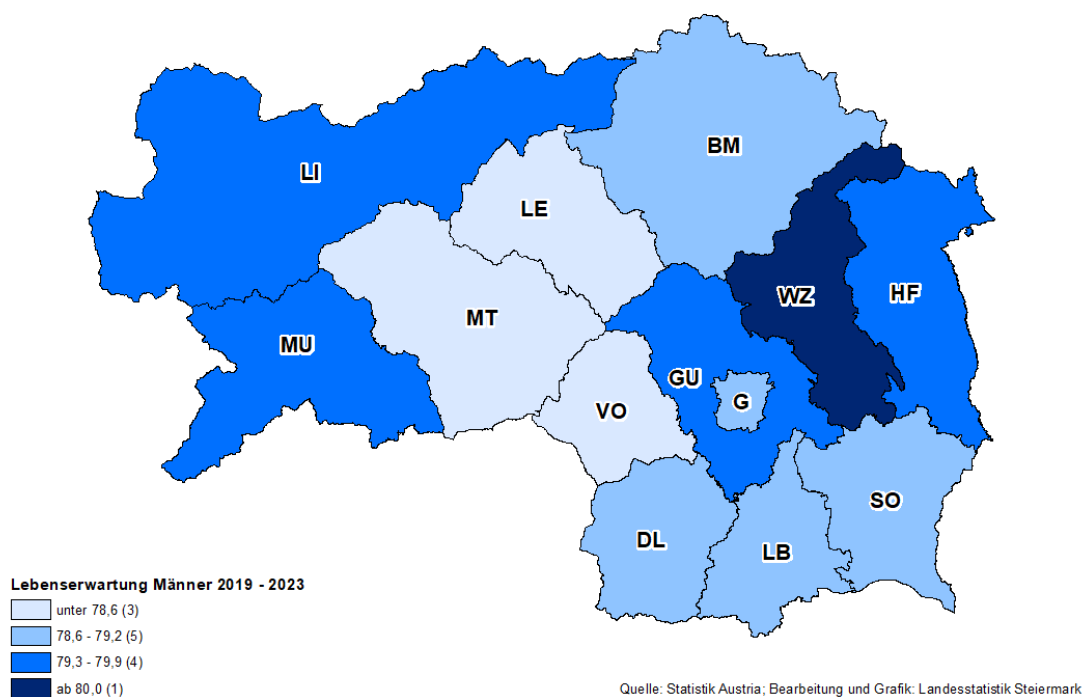 BM
LI
LE
WZ
HF
MT
MU
GU
G
VO
SO
DL
LB
Lebenserwartung Männer 2019 - 2023
unter 78,6 (3)
78,6 - 79,2 (5)
79,3 - 79,9 (4)
ab 80,0 (1)
Quelle: Statistik Austria; Bearbeitung und Grafik: Landesstatistik Steiermark